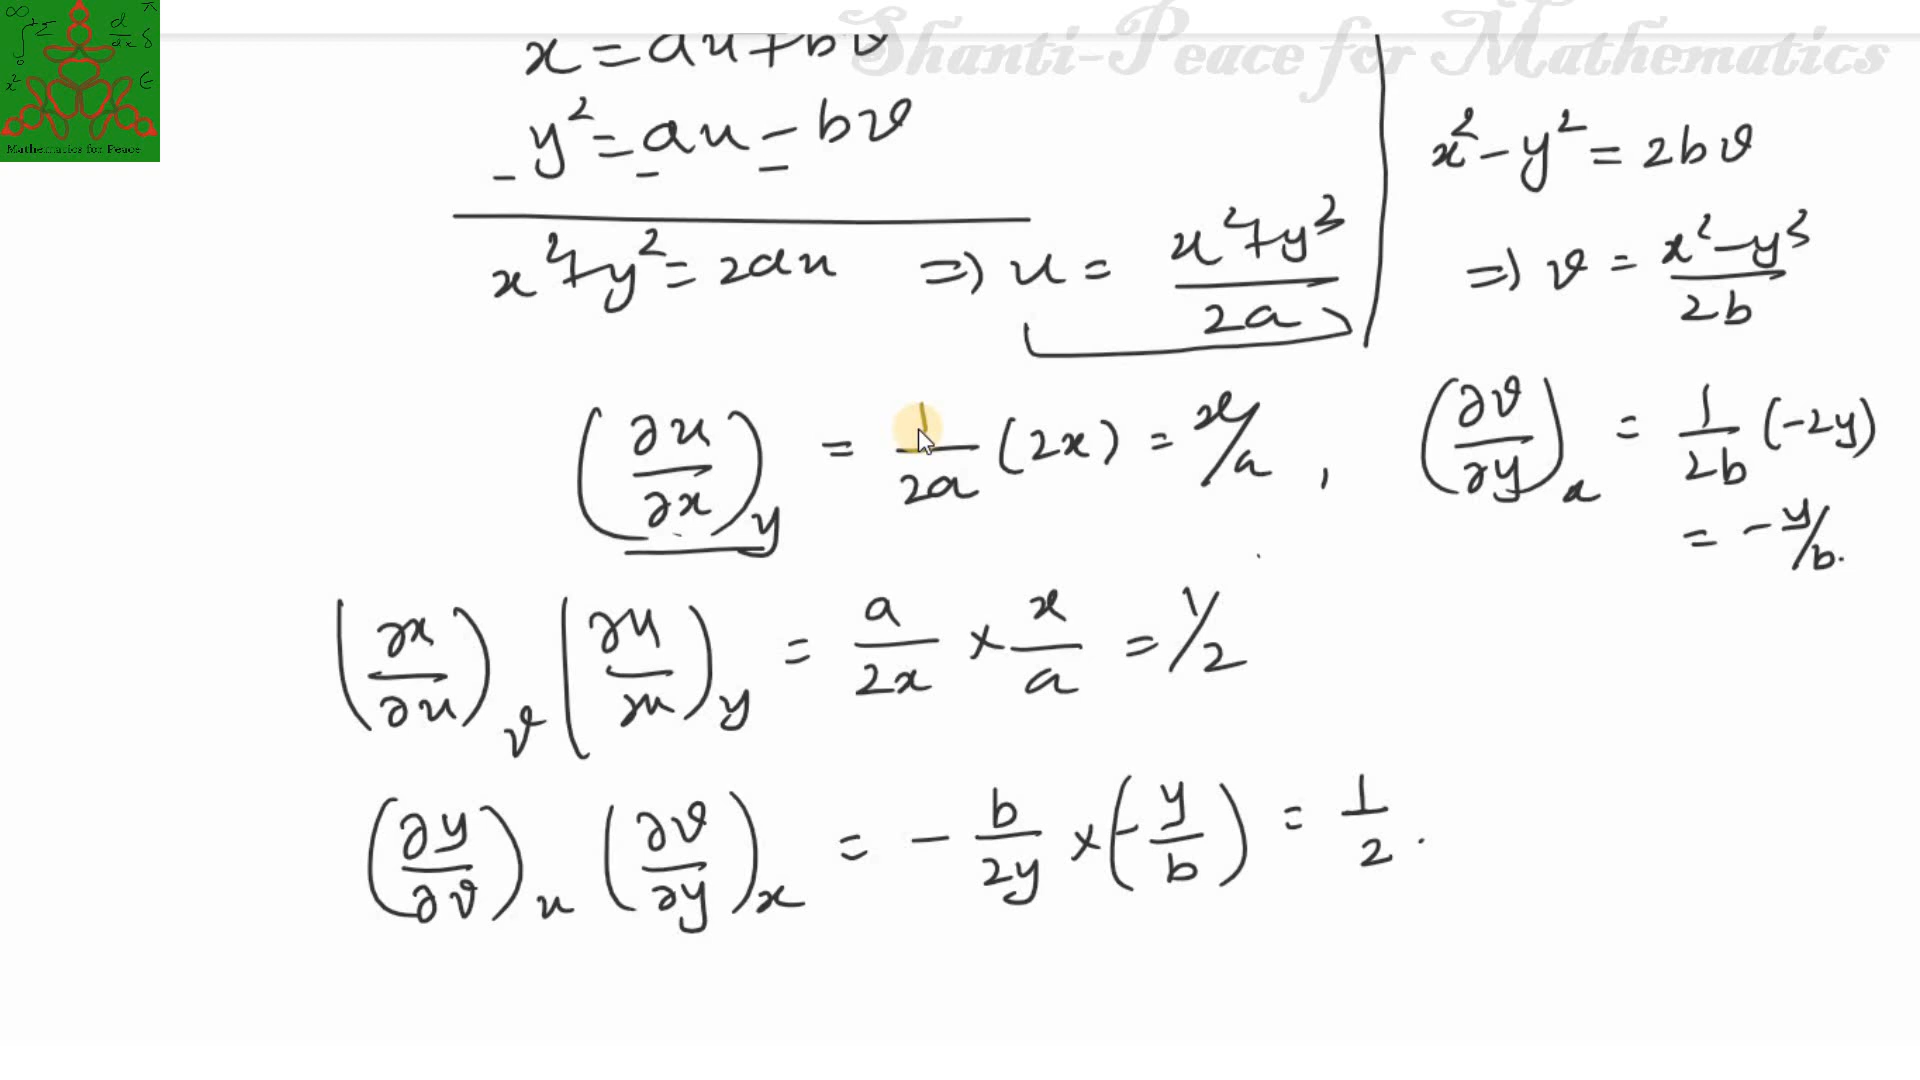 ∞ π
∫ Σ d/dx δ
0
x² ∈
Mathematics for Peace
Shanti-Peace for Mathematics
x = au + bv
y² = au - bv
- - -
x² + y² = 2au ⇒ u = (x² + y²)/2a
x² - y² = 2bv
⇒ v = (x² - y²)/2b
(∂u/∂x)_y = 1/2a (2x) = x/a , (∂v/∂y)_x = 1/2b (-2y)
= -y/b.
(∂x/∂u)_v (∂u/∂x)_y = a/2x × x/a = 1/2
(∂y/∂v)_u (∂v/∂y)_x = - b/2y × (-y/b) = 1/2 .